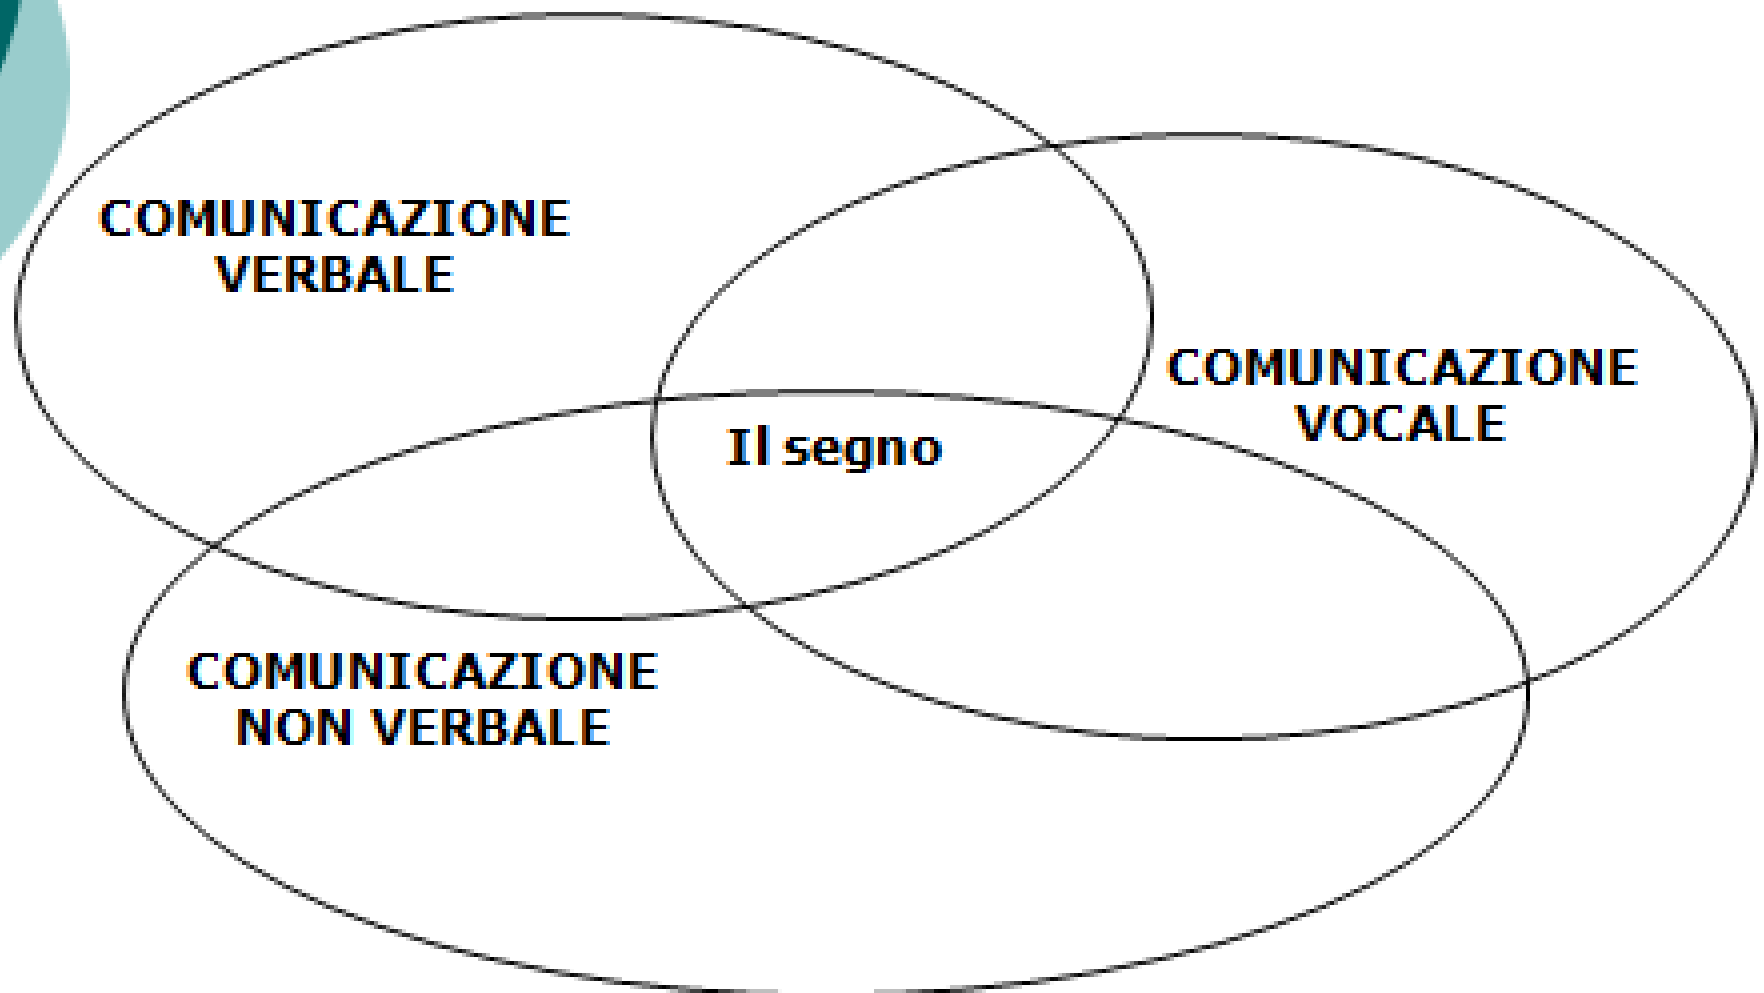 COMUNICAZIONE
VERBALE
COMUNICAZIONE
VOCALE
Il segno
COMUNICAZIONE
NON VERBALE